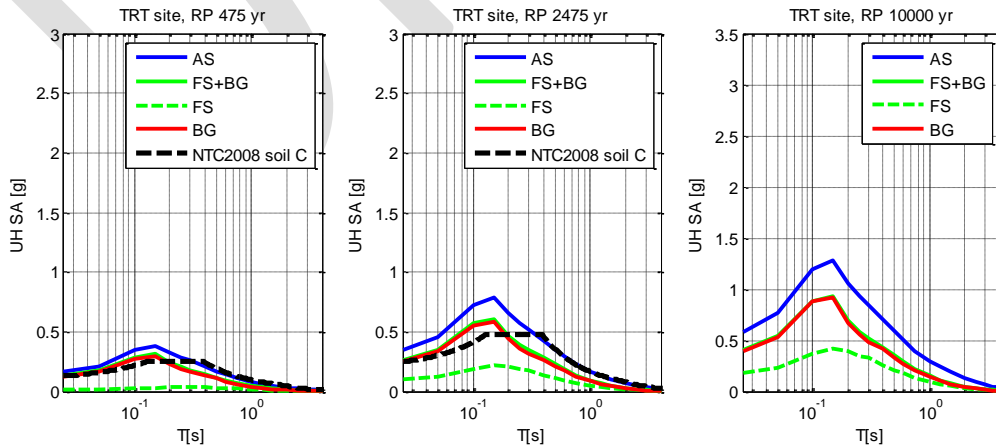 TRT site, RP 475 yr
UH SA [g]
3
2.5
2
1.5
1
0.5
0
AS
FS+BG
FS
BG
NTC2008 soil C
10^-1
10^0
T[s]
TRT site, RP 2475 yr
UH SA [g]
3
2.5
2
1.5
1
0.5
0
AS
FS+BG
FS
BG
NTC2008 soil C
10^-1
10^0
T[s]
TRT site, RP 10000 yr
UH SA [g]
3.5
3
2.5
2
1.5
1
0.5
0
AS
FS+BG
FS
BG
10^-1
10^0
T[s]